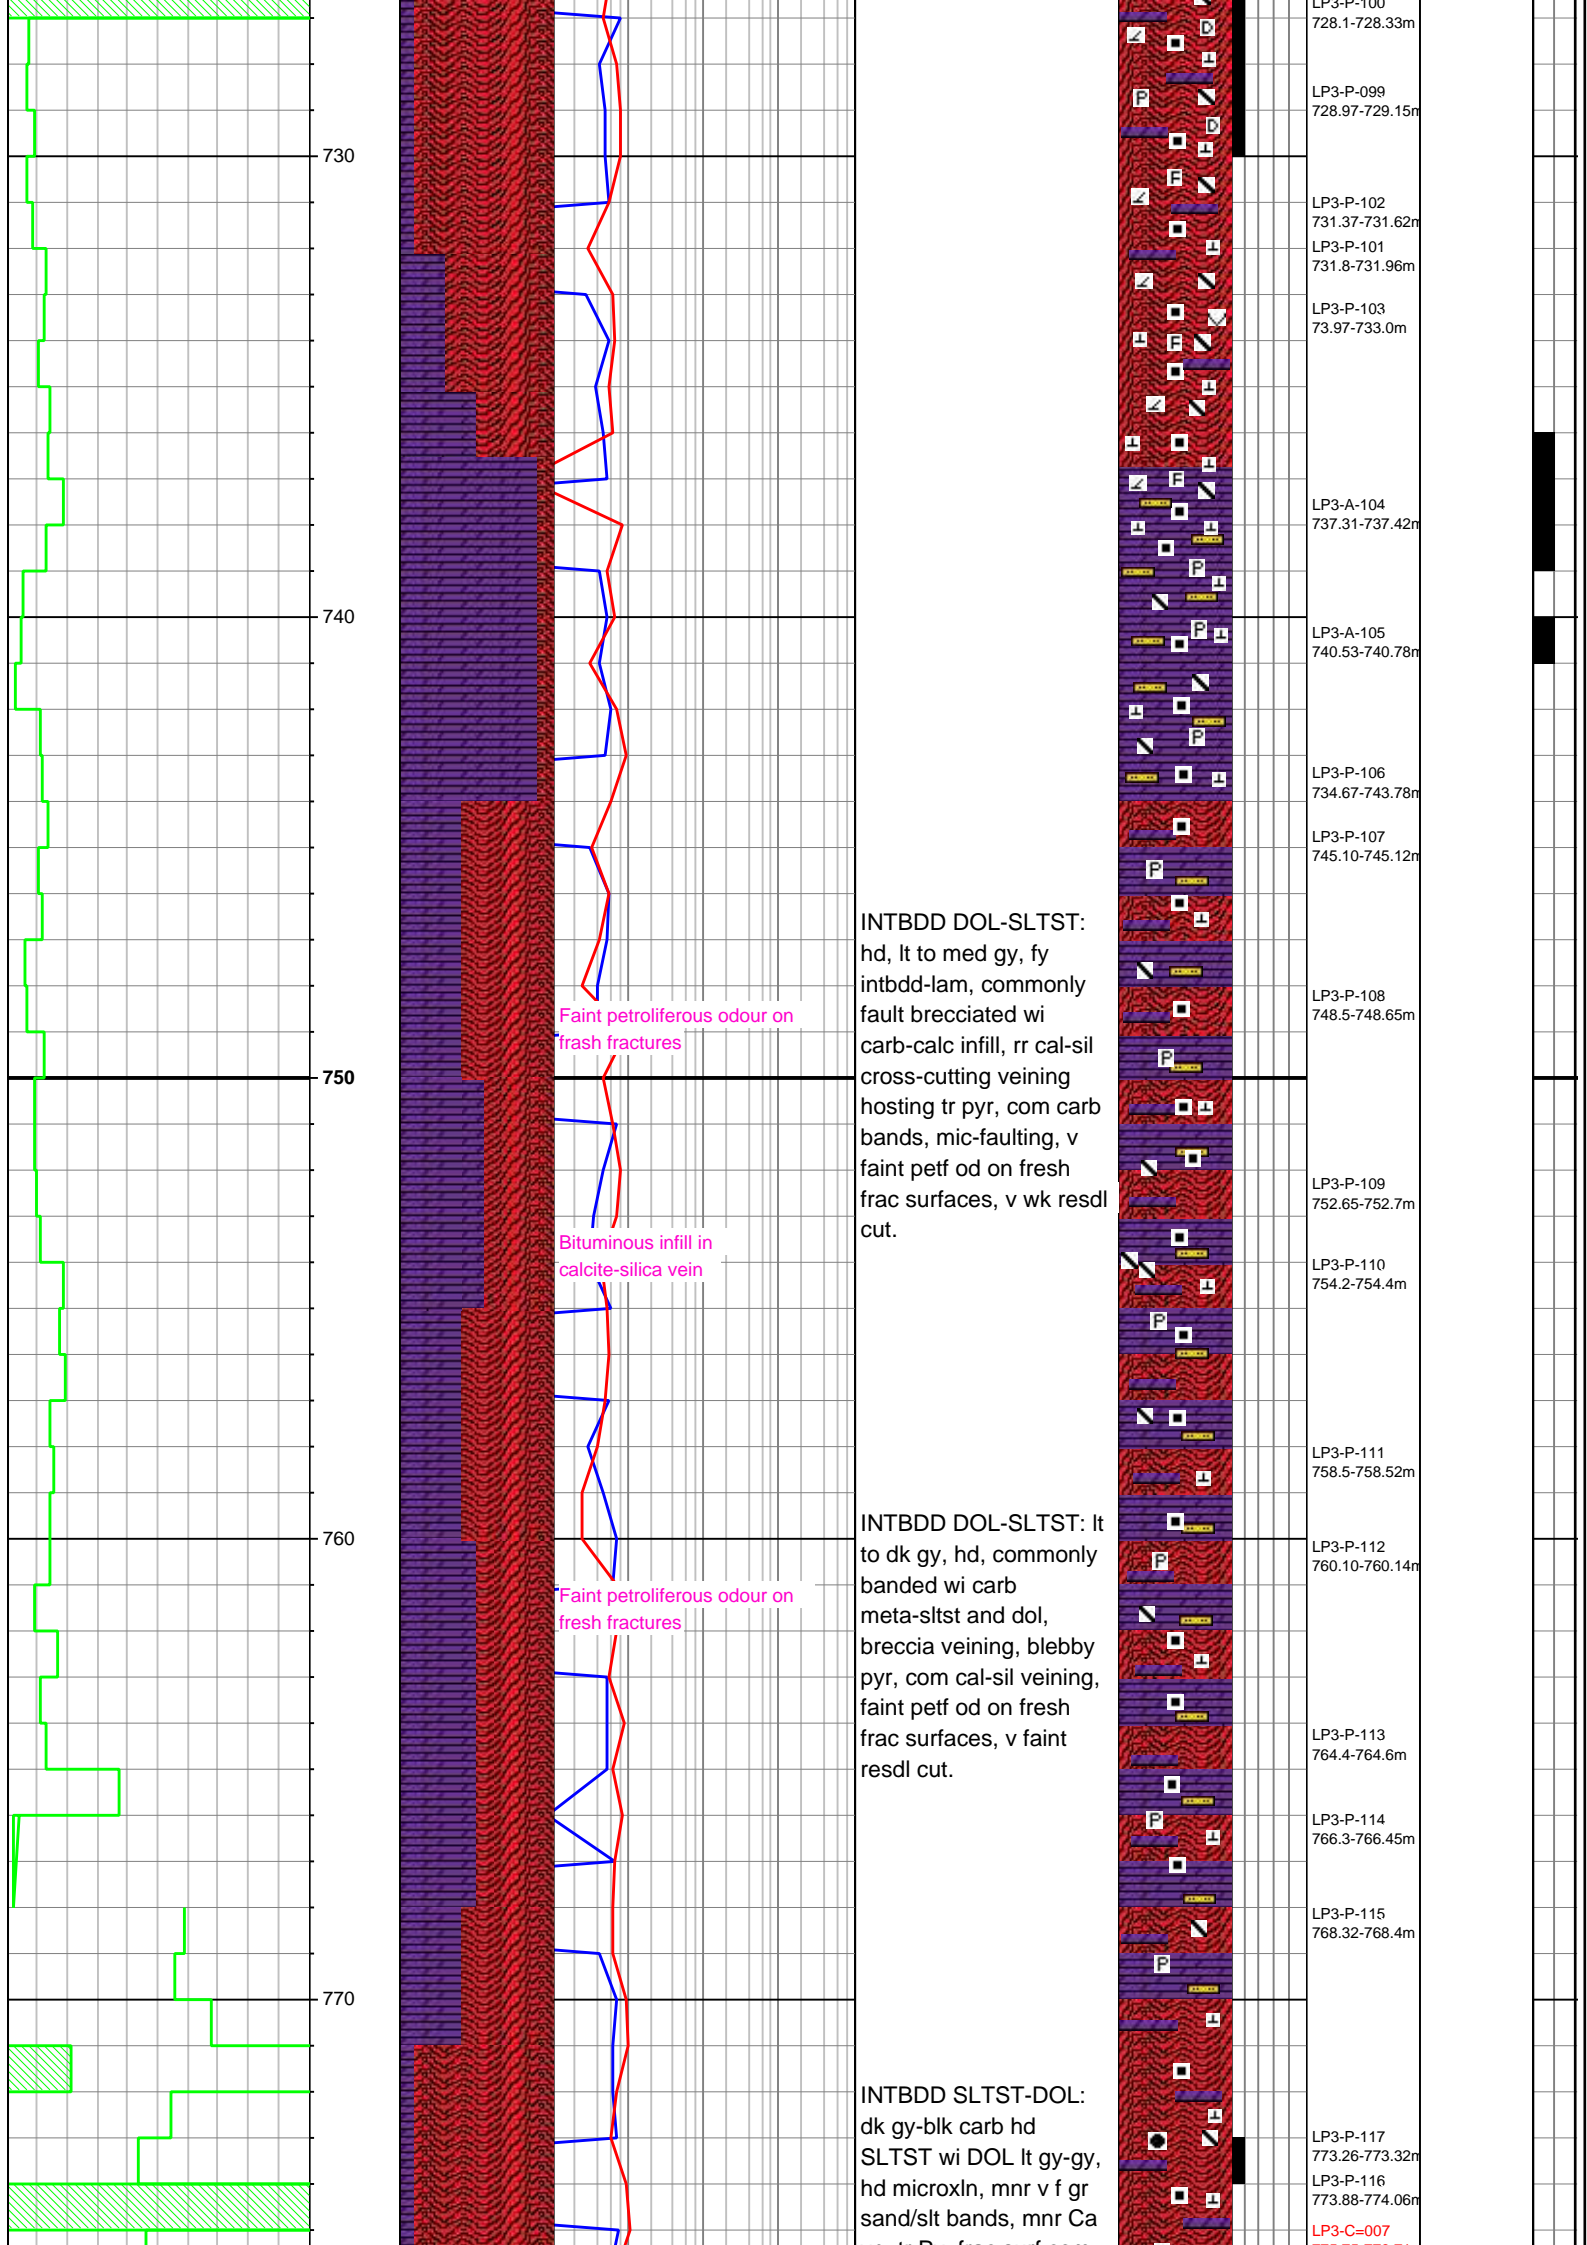 LP3-P-100
728.1-728.33m
LP3-P-099
728.97-729.15m
730
LP3-P-102
731.37-731.62m
LP3-P-101
731.8-731.96m
LP3-P-103
73.97-733.0m
LP3-A-104
737.31-737.42m
740
LP3-A-105
740.53-740.78m
LP3-P-106
734.67-743.78m
LP3-P-107
745.10-745.12m
INTBDD DOL-SLTST:
hd, lt to med gy, fy
intbdd-lam, commonly
fault brecciated wi
carb-calc infill, rr cal-sil
cross-cutting veining
hosting tr pyr, com carb
bands, mic-faulting, v
faint petf od on fresh
frac surfaces, v wk resdl
cut.
LP3-P-108
748.5-748.65m
Faint petroliferous odour on
frash fractures
750
LP3-P-109
752.65-752.7m
Bituminous infill in
calcite-silica vein
LP3-P-110
754.2-754.4m
LP3-P-111
758.5-758.52m
760
INTBDD DOL-SLTST: lt
to dk gy, hd, commonly
banded wi carb
meta-sltst and dol,
breccia veining, blebby
pyr, com cal-sil veining,
faint petf od on fresh
frac surfaces, v faint
resdl cut.
LP3-P-112
760.10-760.14m
Faint petroliferous odour on
fresh fractures
LP3-P-113
764.4-764.6m
LP3-P-114
766.3-766.45m
LP3-P-115
768.32-768.4m
770
INTBDD SLTST-DOL:
dk gy-blk carb hd
SLTST wi DOL lt gy-gy,
hd microxln, mnr v f gr
sand/slt bands, mnr Ca
LP3-P-117
773.26-773.32m
LP3-P-116
773.88-774.06m
LP3-C=007